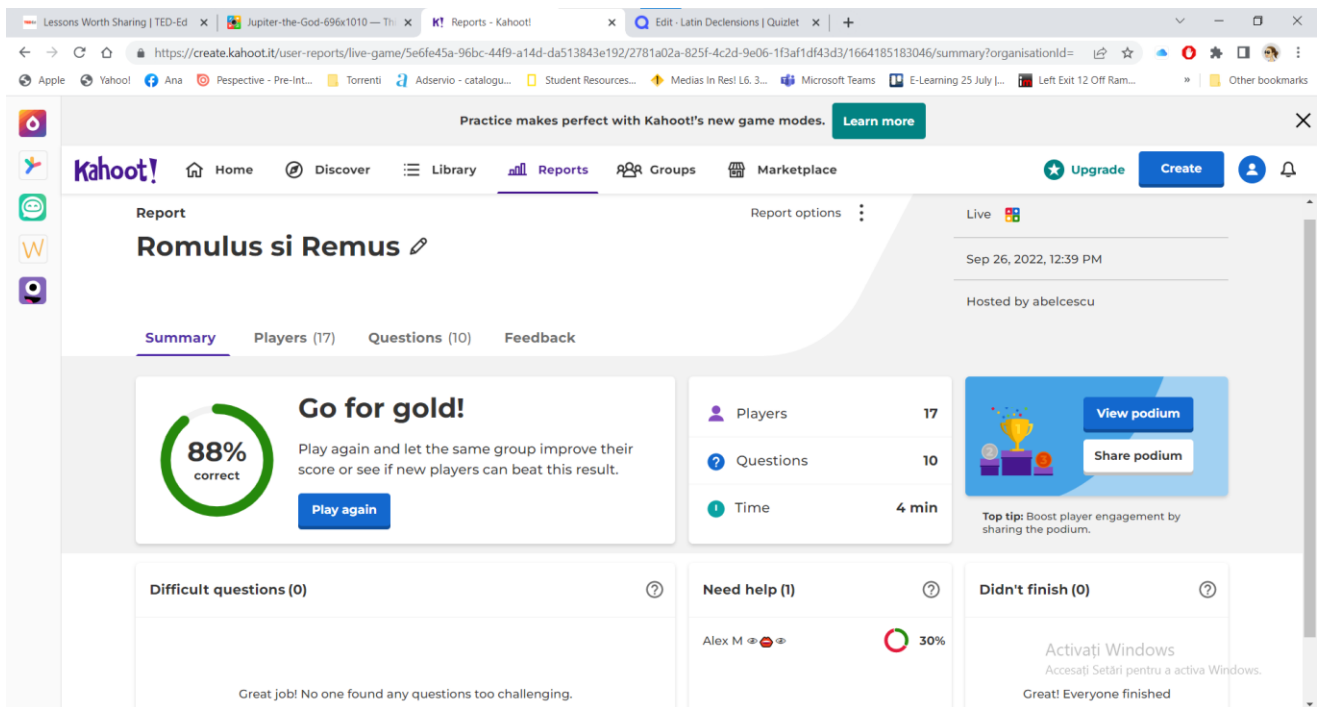 Lessons Worth Sharing | TED-Ed
Jupiter-the-God-696x1010 — Th
K! Reports - Kahoot!
Edit · Latin Declensions | Quizlet
https://create.kahoot.it/user-reports/live-game/5e6fe45a-96bc-44f9-a14d-da513843e192/2781a02a-825f-4c2d-9e06-1f3af1df43d3/1664185183046/summary?organisationId=
Apple Yahoo! Ana Pespective - Pre-Int... Torrenti Adservio - catalogu... Student Resources... Medias In Res! L6. 3... Microsoft Teams E-Learning 25 July |... Left Exit 12 Off Ram... » Other bookmarks
Practice makes perfect with Kahoot!'s new game modes. Learn more
Kahoot! Home Discover Library Reports Groups Marketplace Upgrade Create
Report
Report options
Live
Romulus si Remus
Sep 26, 2022, 12:39 PM
Hosted by abelcescu
Summary Players (17) Questions (10) Feedback
88%
correct
Go for gold!
Play again and let the same group improve their
score or see if new players can beat this result.
Play again
Players 17
Questions 10
Time 4 min
View podium
Share podium
2
3
Top tip: Boost player engagement by
sharing the podium.
Difficult questions (0)
Great job! No one found any questions too challenging.
Need help (1)
Alex M 👁👄👁 30%
Didn't finish (0)
Activați Windows
Accesați Setări pentru a activa Windows.
Great! Everyone finished